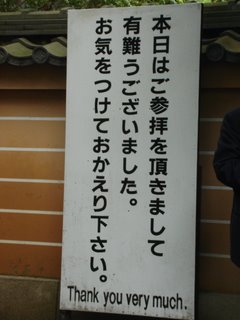 本日はご参拝を頂きまして
有難うございました。
お気をつけておかえり下さい。
Thank you very much.